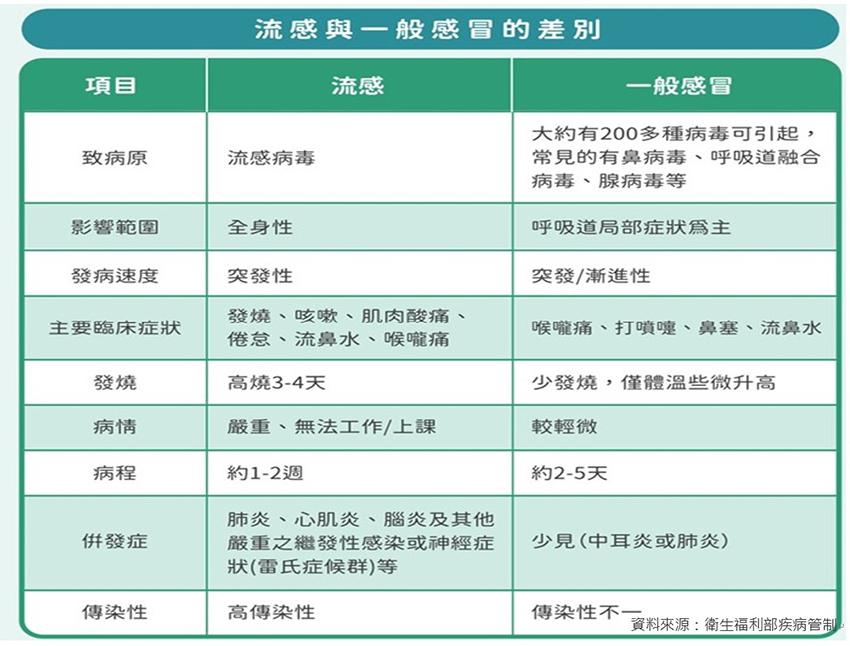 流感與一般感冒的差別
項目
流感
一般感冒
致病原
流感病毒
大約有200多種病毒可引起，
常見的有鼻病毒、呼吸道融合
病毒、腺病毒等
影響範圍
全身性
呼吸道局部症狀爲主
發病速度
突發性
突發/漸進性
主要臨床症狀
發燒、咳嗽、肌肉酸痛、
倦怠、流鼻水、喉嚨痛
喉嚨痛、打噴嚏、鼻塞、流鼻水
發燒
高燒3-4天
少發燒，僅體溫些微升高
病情
嚴重、無法工作/上課
較輕微
病程
約1-2週
約2-5天
併發症
肺炎、心肌炎、腦炎及其他
嚴重之繼發性感染或神經症
狀(雷氏症候群)等
少見(中耳炎或肺炎)
傳染性
高傳染性
傳染性不一
資料來源：衛生福利部疾病管制